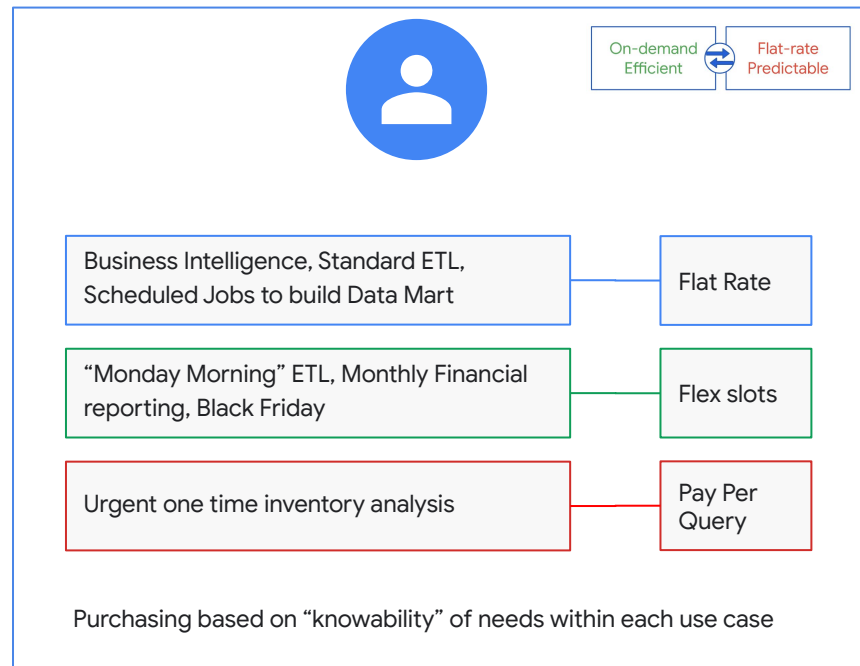 On-demand
Efficient
Flat-rate
Predictable
Business Intelligence, Standard ETL,
Scheduled Jobs to build Data Mart
Flat Rate
“Monday Morning” ETL, Monthly Financial
reporting, Black Friday
Flex slots
Urgent one time inventory analysis
Pay Per
Query
Purchasing based on “knowability” of needs within each use case